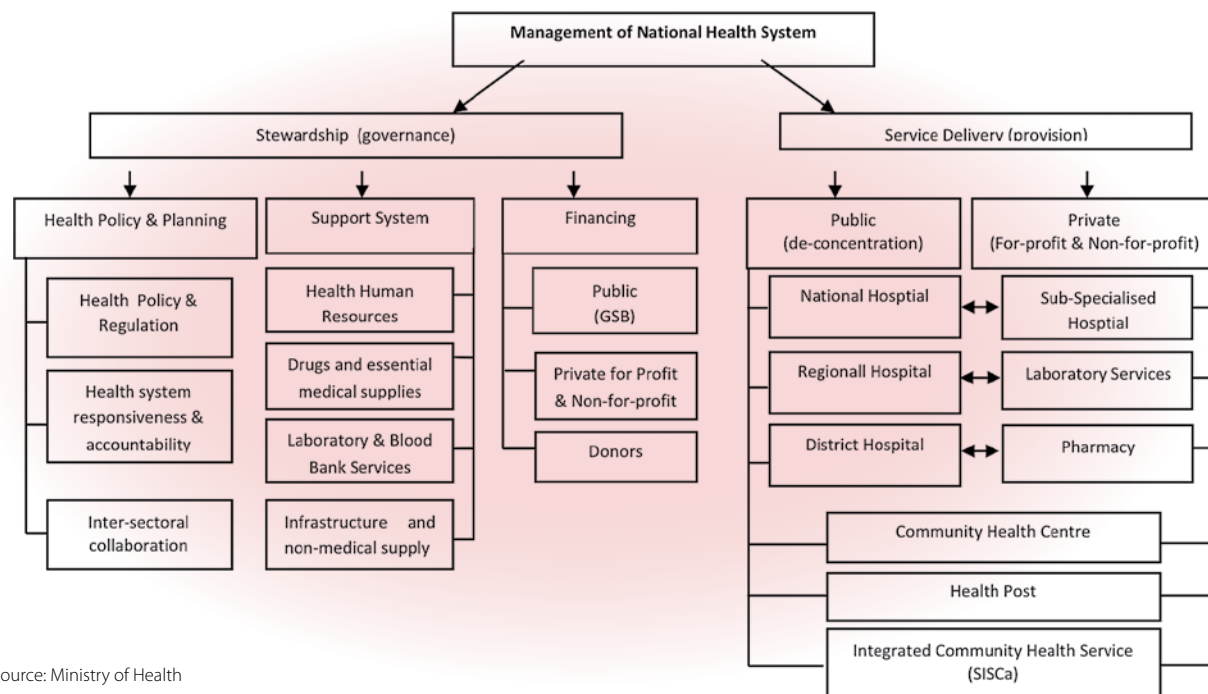 Management of National Health System
Stewardship (governance)
Service Delivery (provision)
Health Policy & Planning
Support System
Financing
Public
(de-concentration)
Private
(For-profit & Non-for-profit)
Health Policy &
Regulation
Health system
responsiveness &
accountability
Inter-sectoral
collaboration
Health Human
Resources
Drugs and essential
medical supplies
Laboratory & Blood
Bank Services
Infrastructure and
non-medical supply
Public
(GSB)
Private for Profit
& Non-for-profit
Donors
National Hosptial
Regionall Hospital
District Hospital
Sub-Specialised
Hosptial
Laboratory Services
Pharmacy
Community Health Centre
Health Post
Integrated Community Health Service
(SISCa)
ource: Ministry of Health